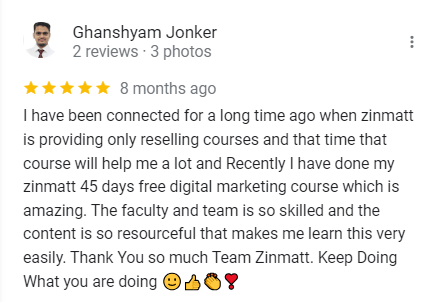 Ghanshyam Jonker
2 reviews · 3 photos
8 months ago
I have been connected for a long time ago when zinmatt
is providing only reselling courses and that time that
course will help me a lot and Recently I have done my
zinmatt 45 days free digital marketing course which is
amazing. The faculty and team is so skilled and the
content is so resourceful that makes me learn this very
easily. Thank You so much Team Zinmatt. Keep Doing
What you are doing 🙂👍👏❣️